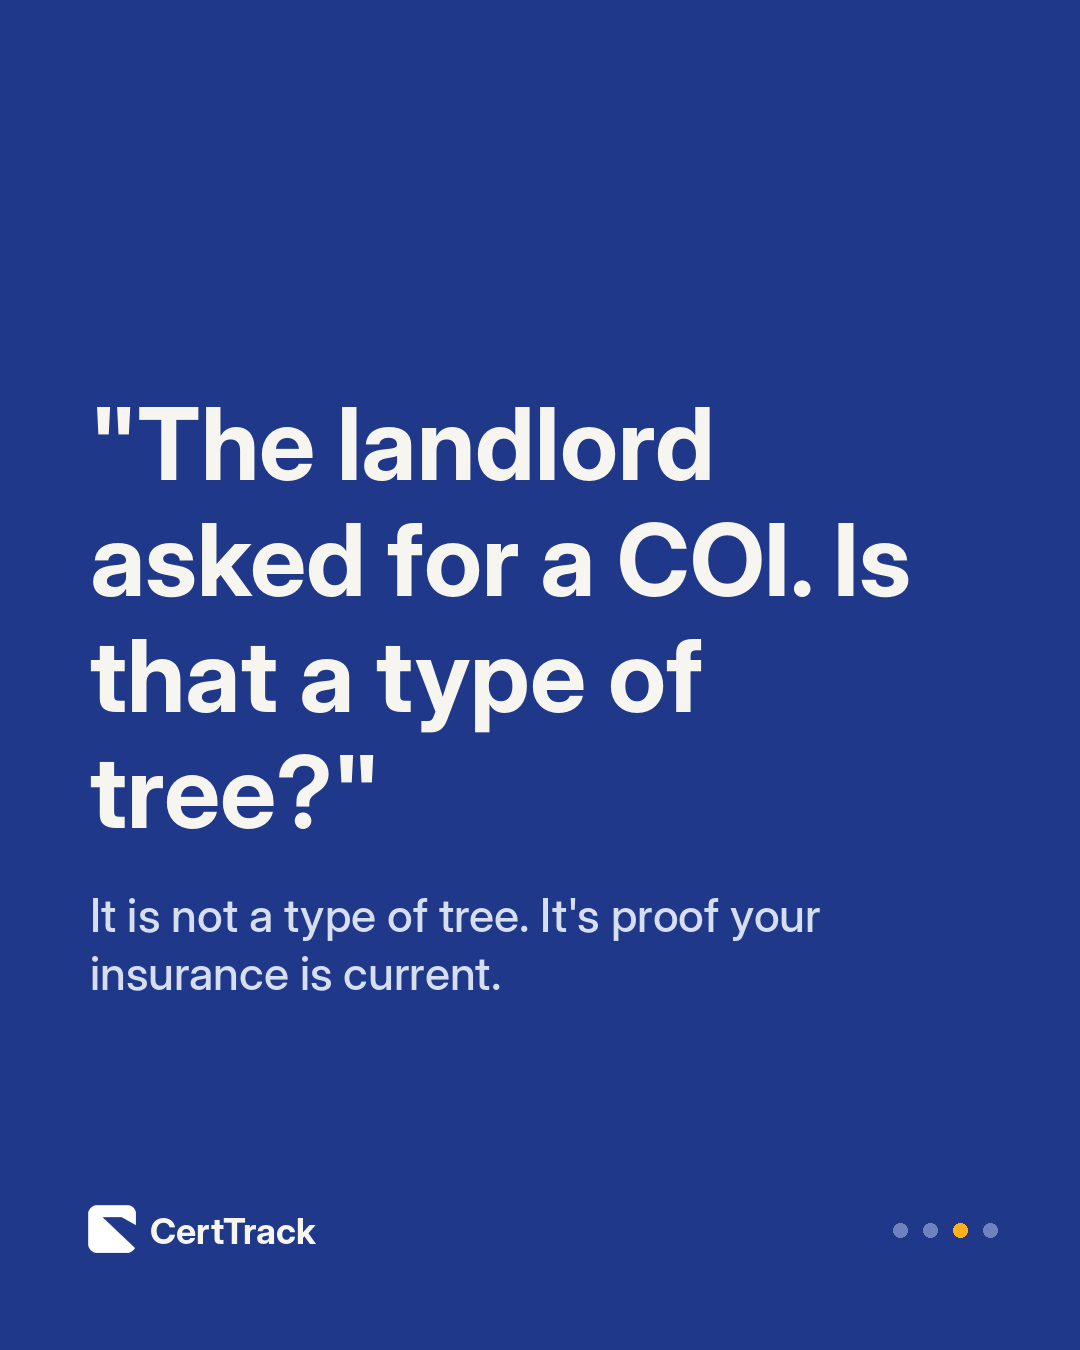 "The landlord
asked for a COI. Is
that a type of
tree?"
It is not a type of tree. It's proof your
insurance is current.
CertTrack